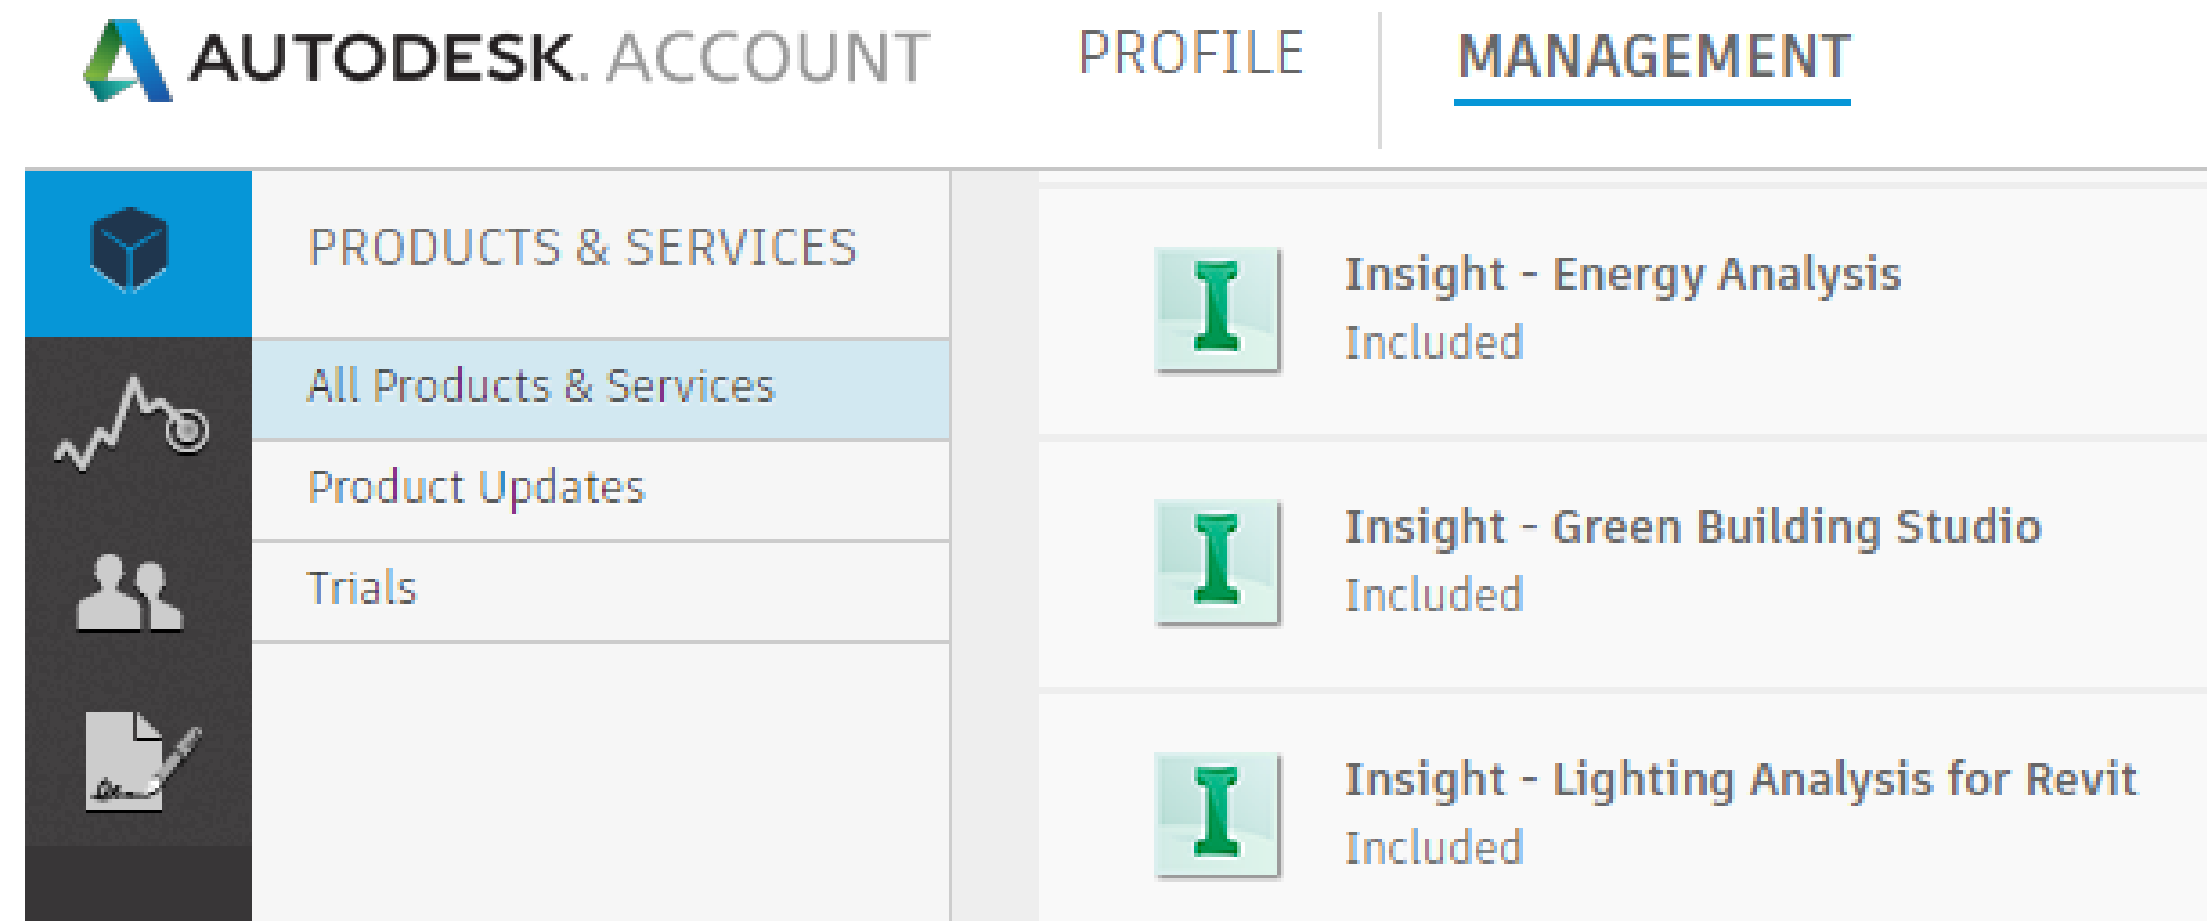 AUTODESK. ACCOUNT
PROFILE
MANAGEMENT
PRODUCTS & SERVICES
All Products & Services
Product Updates
Trials
Insight - Energy Analysis
Included
Insight - Green Building Studio
Included
Insight - Lighting Analysis for Revit
Included